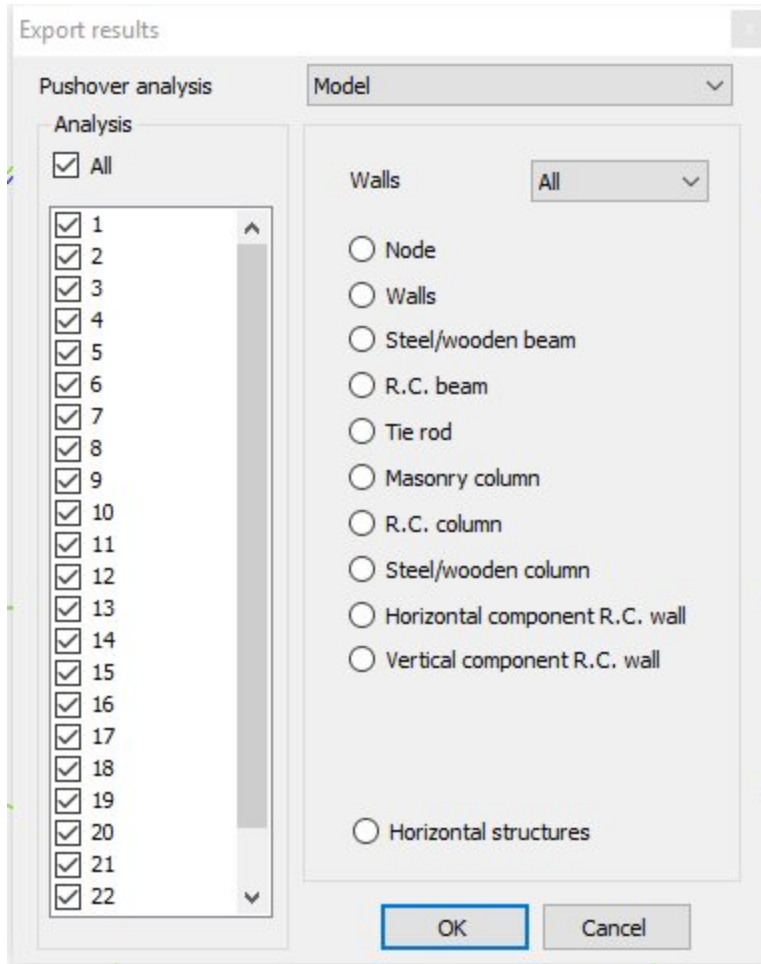 Export results
Pushover analysis
Model
Analysis
All
1
2
3
4
5
6
7
8
9
10
11
12
13
14
15
16
17
18
19
20
21
22
Walls
All
Node
Walls
Steel/wooden beam
R.C. beam
Tie rod
Masonry column
R.C. column
Steel/wooden column
Horizontal component R.C. wall
Vertical component R.C. wall
Horizontal structures
OK
Cancel